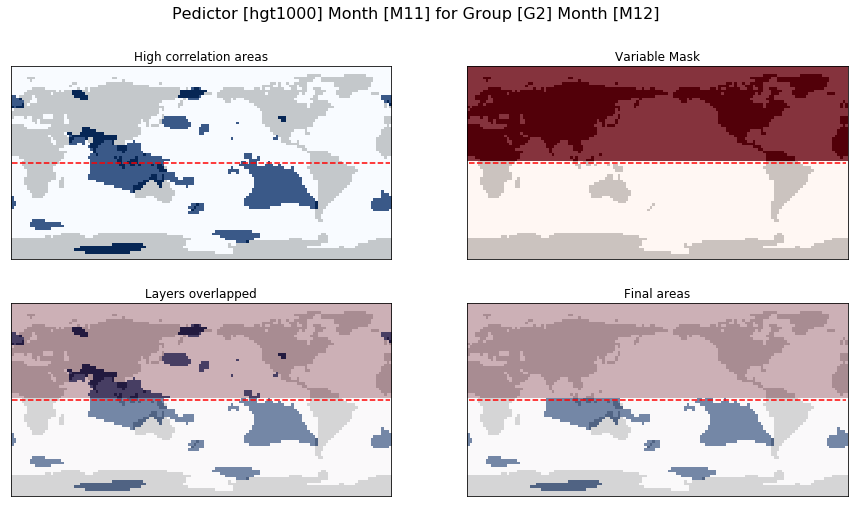 Pedictor [hgt1000] Month [M11] for Group [G2] Month [M12]
High correlation areas
Variable Mask
Layers overlapped
Final areas